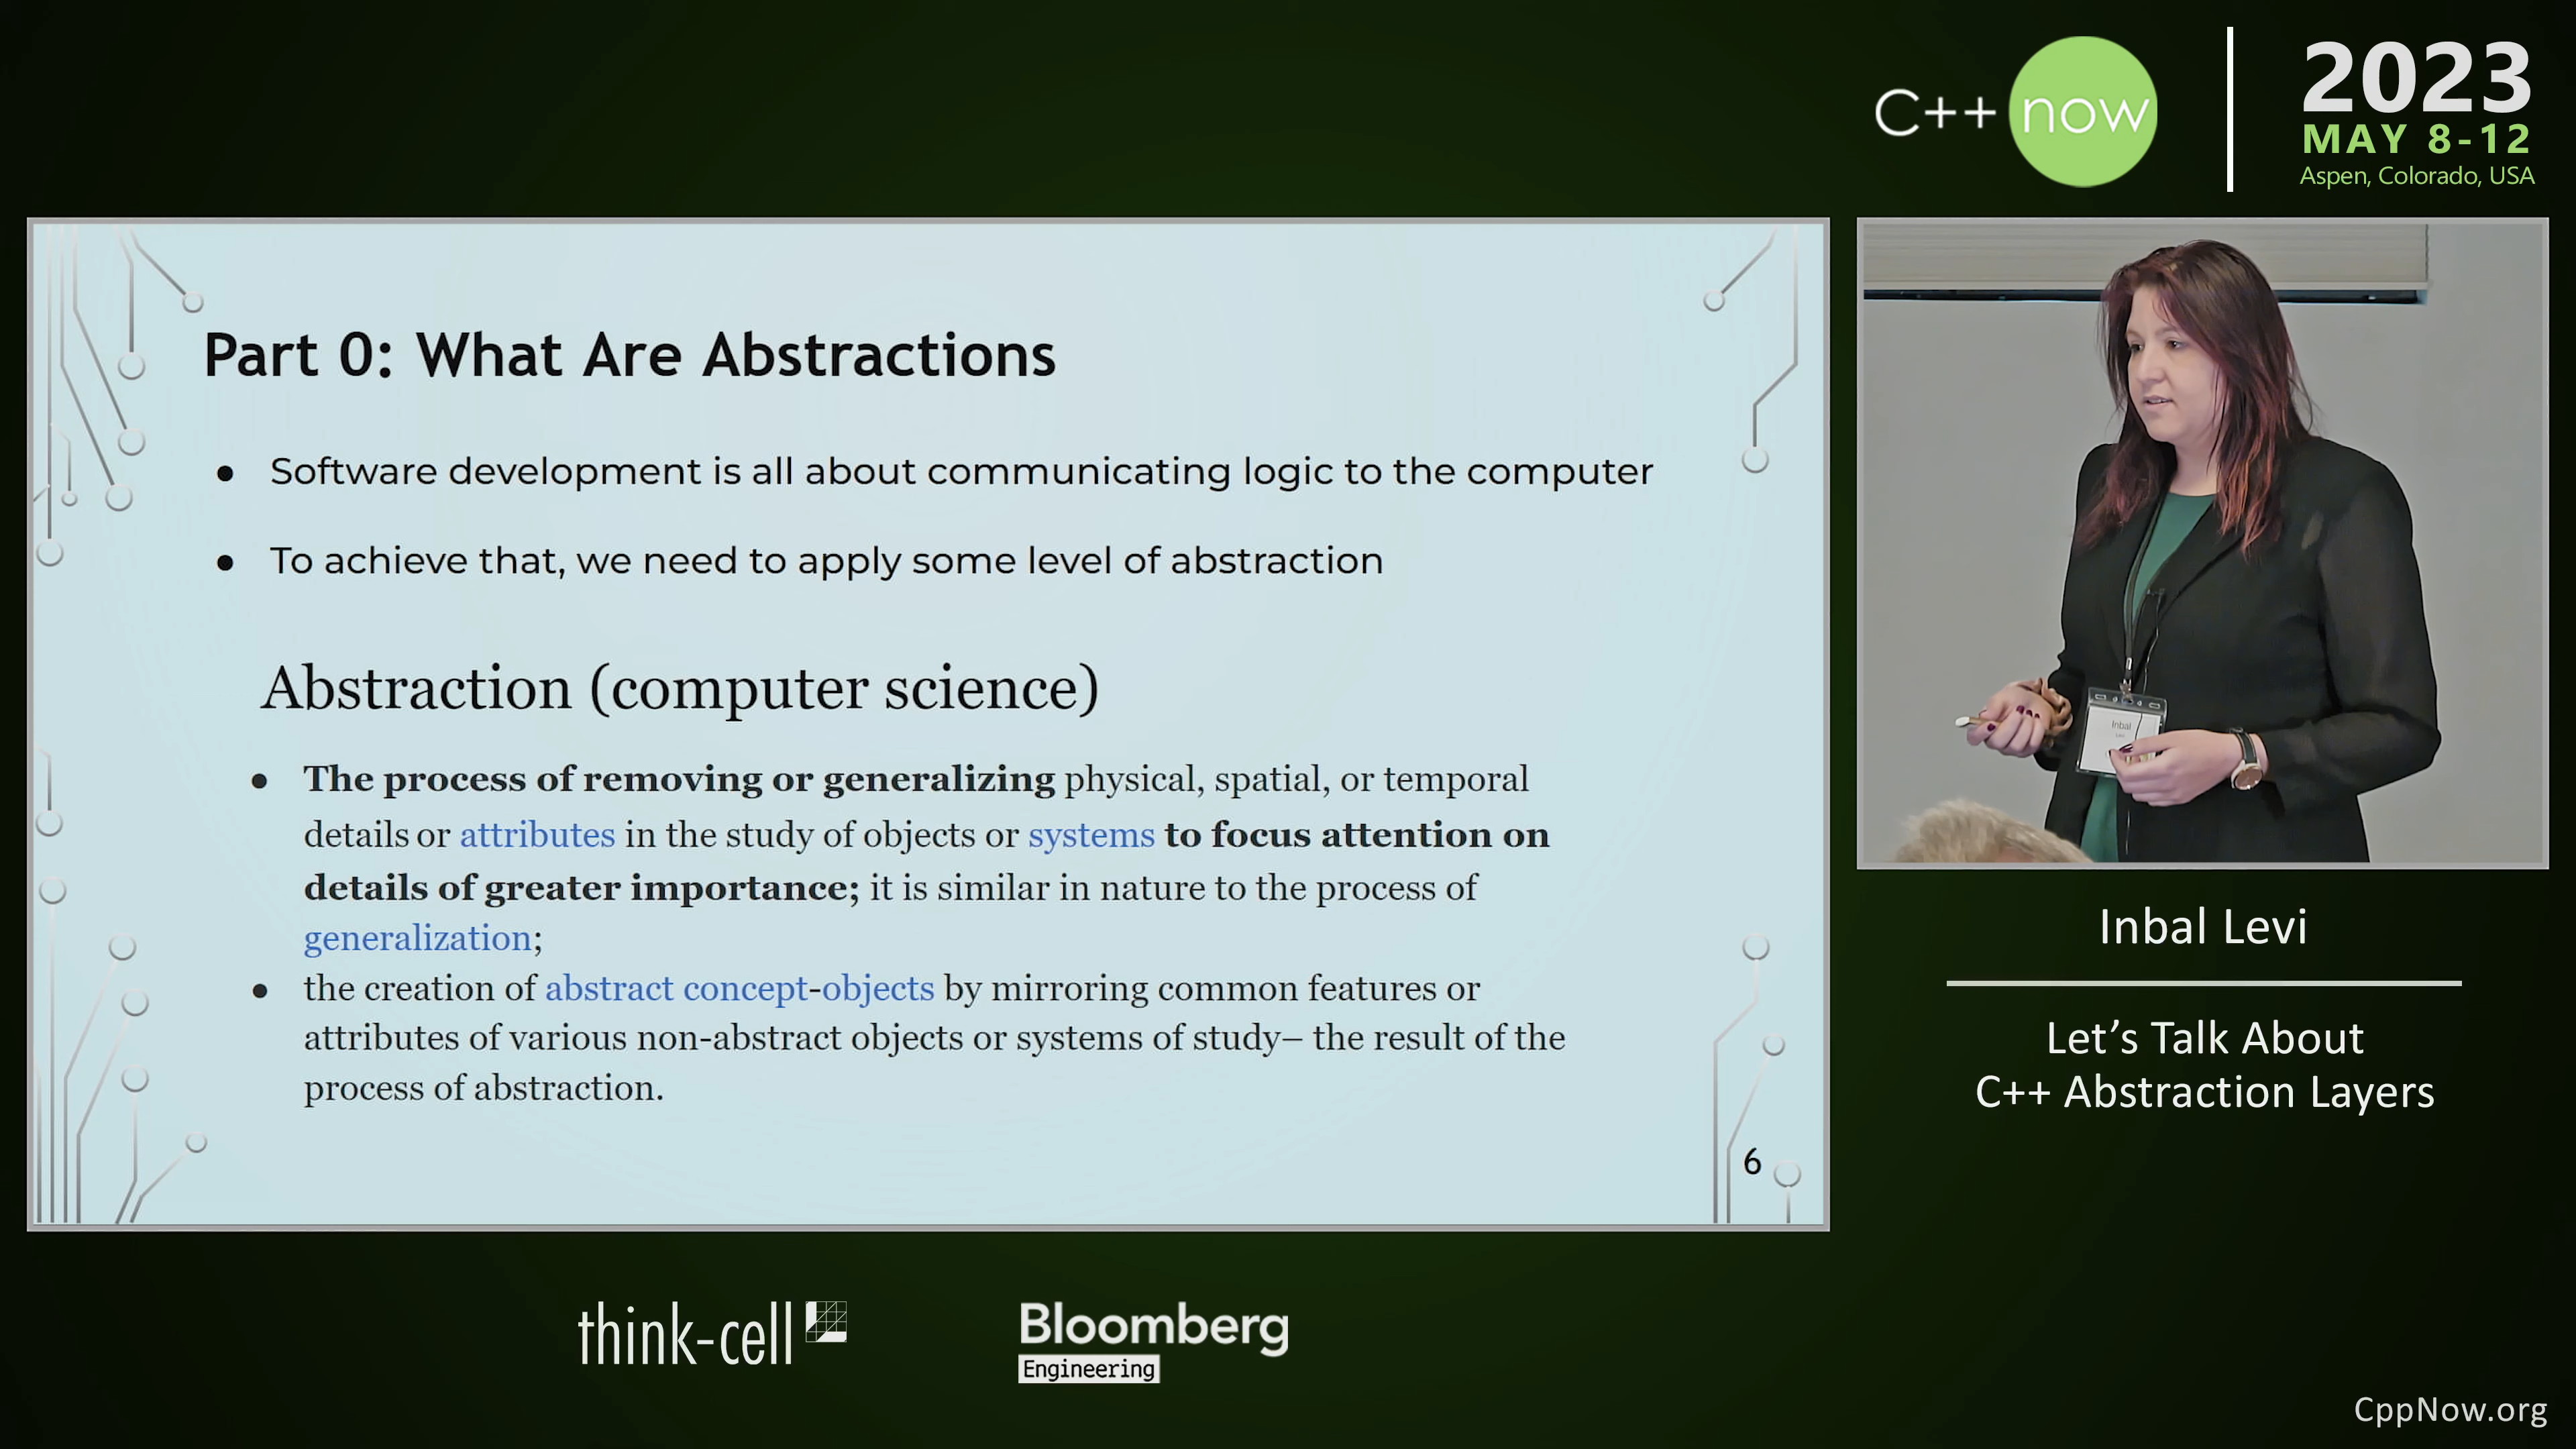 C++ now
2023
MAY 8-12
Aspen, Colorado, USA
Part 0: What Are Abstractions
● Software development is all about communicating logic to the computer
● To achieve that, we need to apply some level of abstraction
Abstraction (computer science)
● The process of removing or generalizing physical, spatial, or temporal
details or attributes in the study of objects or systems to focus attention on
details of greater importance; it is similar in nature to the process of
generalization;
● the creation of abstract concept-objects by mirroring common features or
attributes of various non-abstract objects or systems of study– the result of the
process of abstraction.
6
Inbal
Inbal Levi
Let’s Talk About
C++ Abstraction Layers
think-cell
Bloomberg
Engineering
CppNow.org